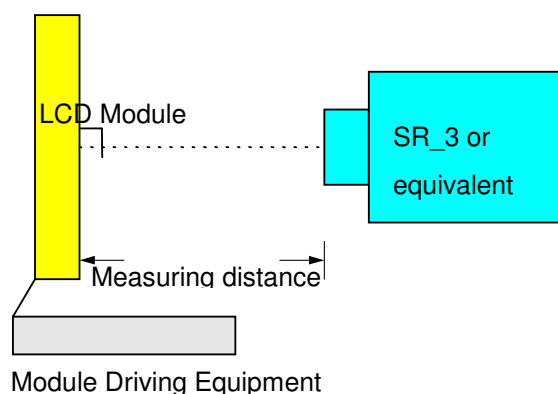 LCD Module
SR_3 or
equivalent
Measuring distance
Module Driving Equipment